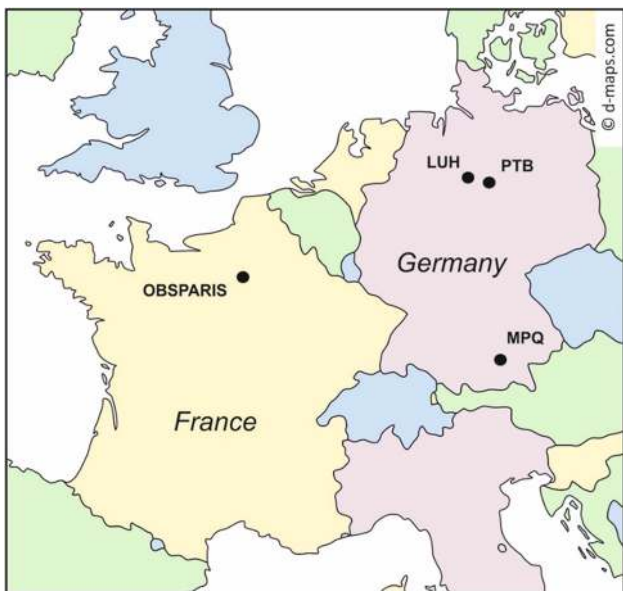 © d-maps.com
LUH
PTB
Germany
OBSPARIS
MPQ
France